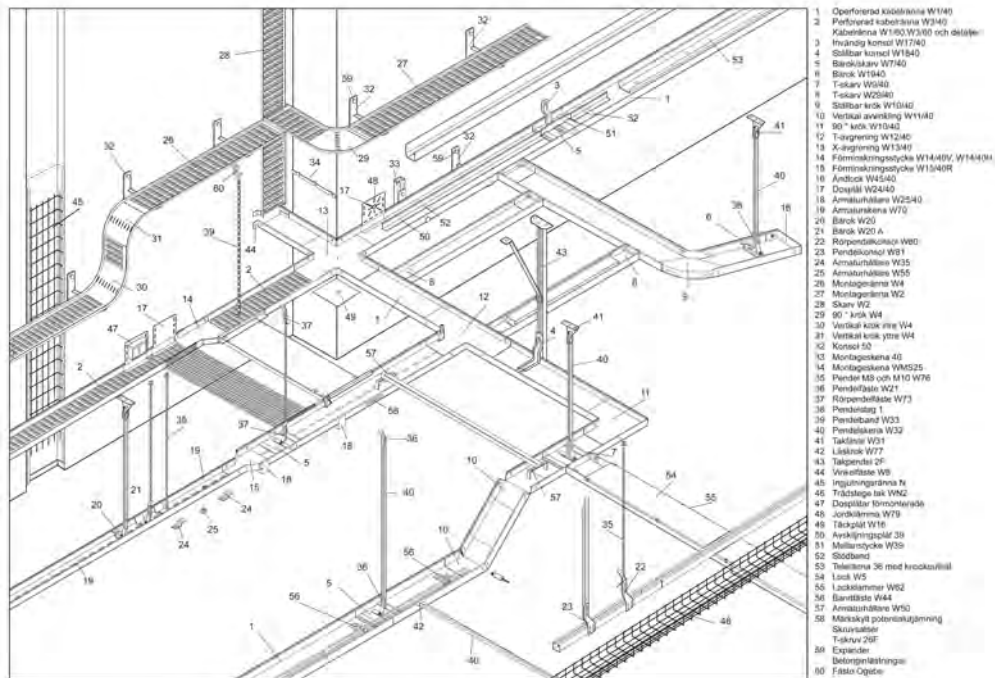 1 Operforerad kabelränna W1/40
2 Perforerad kabelränna W3/40
Kabelränna W1/60,W3/60 och detaljer
3 Invändig konsol W17/40
4 Ställbar konsol W1840
5 Bärok/skarv W7/40
6 Bärok W1940
7 T-skarv W9/40
8 T-skarv W29/40
9 Ställbar krök W10/40
10 Vertikal avvinkling W11/40
11 90 ° krök W10/40
12 T-avgrening W12/40
13 X-avgrening W13/40
14 Förminskningsstycke W14/40V, W14/40H
15 Förminskningsstycke W15/40R
16 Ändlock W45/40
17 Dosplåt W24/40
18 Armaturhållare W25/40
19 Armaturskena W70
20 Bärok W20
21 Bärok W20 A
22 Rörpendelkonsol W80
23 Pendelkonsol W81
24 Armaturhållare W35
25 Armaturhållare W55
26 Montageränna W4
27 Montageränna W2
28 Skarv W2
29 90 ° krök W4
30 Vertikal krök inre W4
31 Vertikal krök yttre W4
32 Konsol 50
33 Montageskena 40
34 Montageskena WMS25
35 Pendel M8 och M10 W76
36 Pendelfäste W21
37 Rörpendelfäste W73
38 Pendelstag 1
39 Pendelband W33
40 Pendelskena W32
41 Takfäste W31
42 Låskrok W77
43 Takpendel 2F
44 Vinkelfäste W8
45 Ingjutningsränna N
46 Trådstege tak WN2
47 Dosplåtar förmonterade
48 Jordklämma W79
49 Täckplåt W16
50 Avskiljningsplåt 39
51 Mellanstycke W39
52 Stödband
53 Teleränna 36 med knockouthål
54 Lock W5
55 Locklammer W62
56 Bandfäste W44
57 Armaturhållare W50
58 Märkskylt potentialutjämning
Skruvsatser
T-skruv 26F
59 Expander
Betonginfästningar
60 Fäste Ögebe